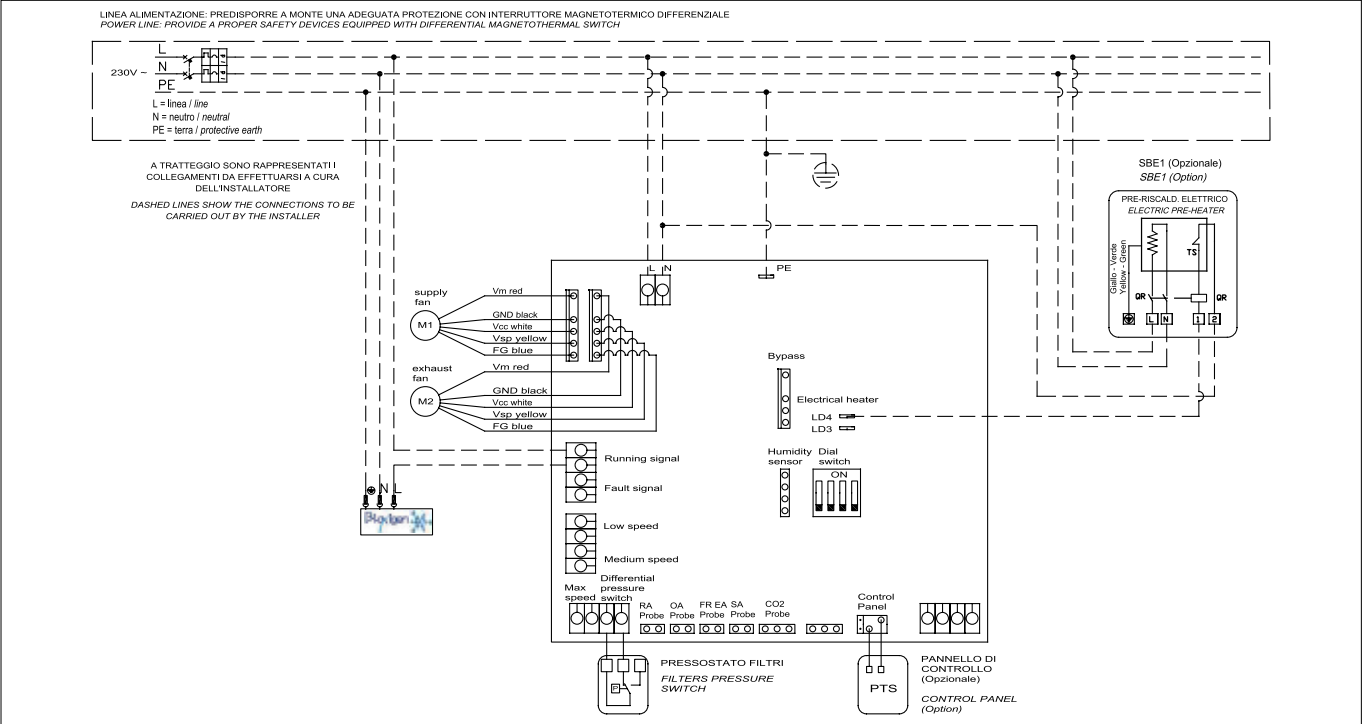 LINEA ALIMENTAZIONE: PREDISPORRE A MONTE UNA ADEGUATA PROTEZIONE CON INTERRUTTORE MAGNETOTERMICO DIFFERENZIALE
POWER LINE: PROVIDE A PROPER SAFETY DEVICES EQUIPPED WITH DIFFERENTIAL MAGNETOTHERMAL SWITCH
L
230V ~ N
PE
L = linea / line
N = neutro / neutral
PE = terra / protective earth
A TRATTEGGIO SONO RAPPRESENTATI I
COLLEGAMENTI DA EFFETTUARSI A CURA
DELL'INSTALLATORE
DASHED LINES SHOW THE CONNECTIONS TO BE
CARRIED OUT BY THE INSTALLER
SBE1 (Opzionale)
SBE1 (Option)
PRE-RISCALD. ELETTRICO
ELECTRIC PRE-HEATER
Giallo - Verde
Yellow - Green
TS
QR
QR
L N 1 2
L N
PE
supply
fan
M1
Vm red
GND black
Vcc white
Vsp yellow
FG blue
exhaust
fan
M2
Vm red
GND black
Vcc white
Vsp yellow
FG blue
Bypass
Electrical heater
LD4
LD3
Humidity
sensor
Dial
switch
ON
Running signal
Fault signal
Low speed
Medium speed
N L
Max
speed
Differential
pressure
switch
RA
Probe
OA
Probe
FR EA
Probe
SA
Probe
CO2
Probe
Control
Panel
P
PRESSOSTATO FILTRI
FILTERS PRESSURE
SWITCH
PTS
PANNELLO DI
CONTROLLO
(Opzionale)
CONTROL PANEL
(Option)